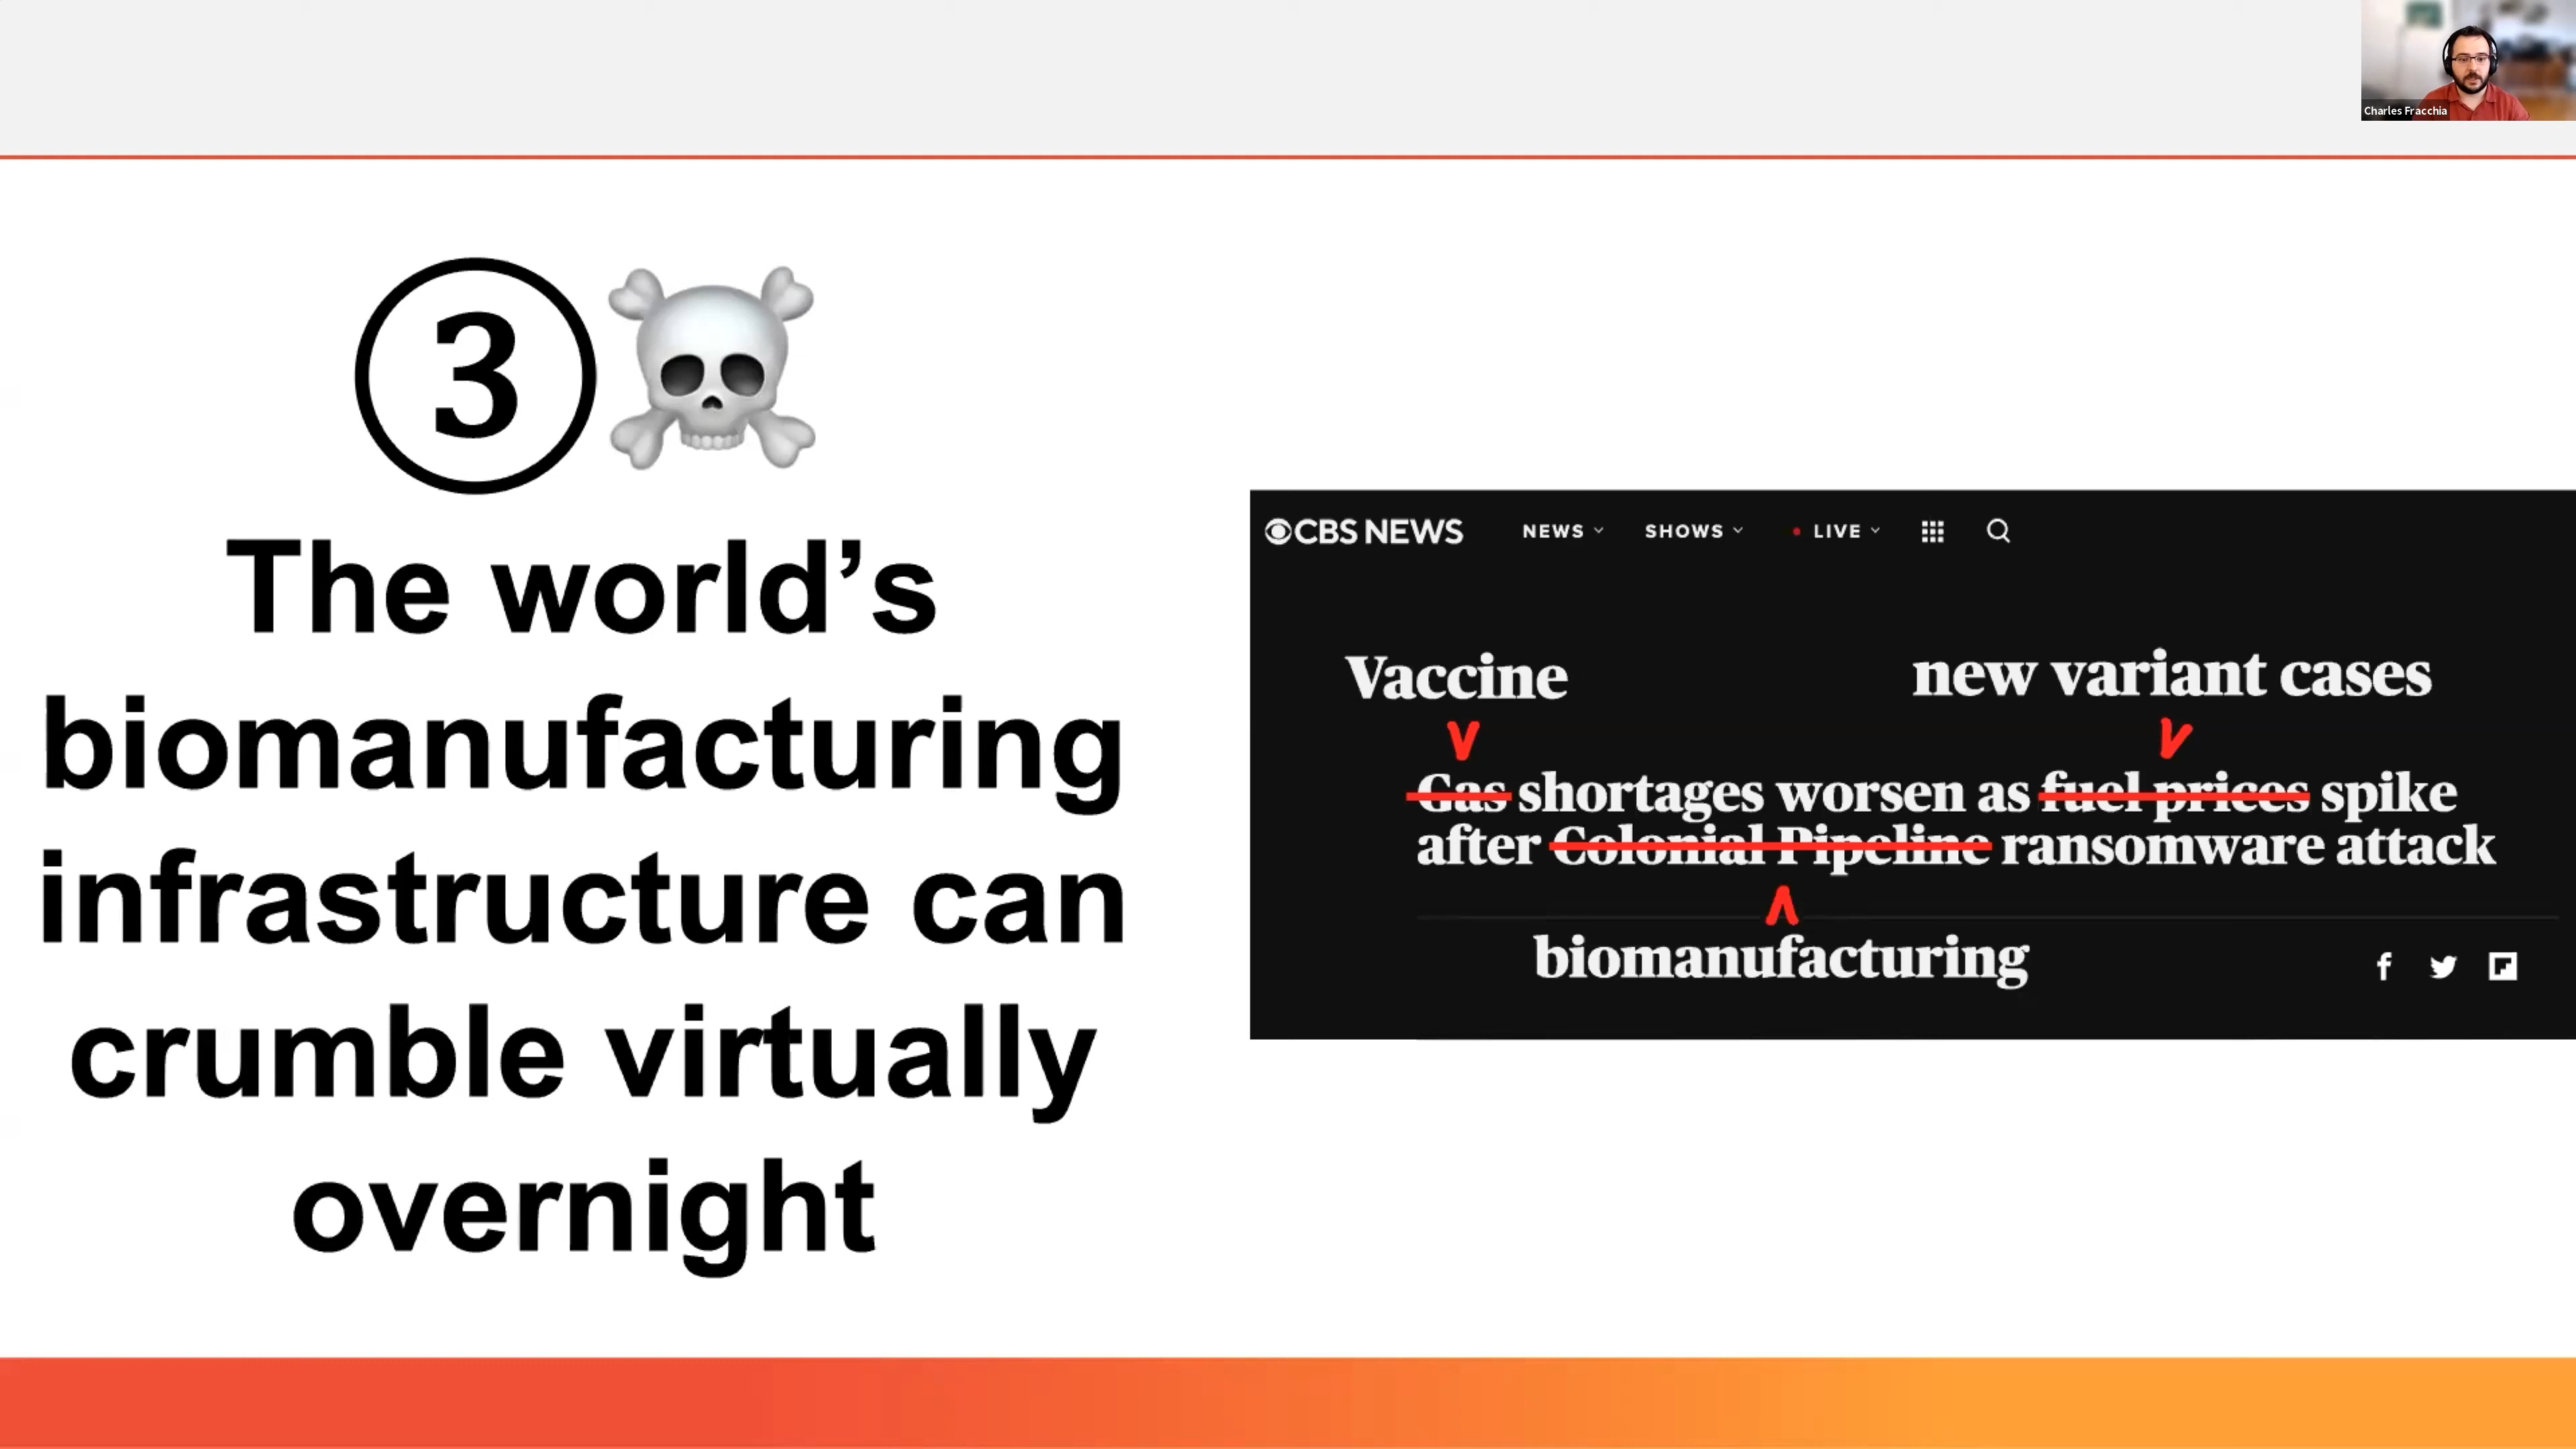 Charles Fracchia
3
The world’s
biomanufacturing
infrastructure can
crumble virtually
overnight
CBS NEWS NEWS SHOWS LIVE
Vaccine new variant cases
V V
Gas shortages worsen as fuel prices spike
after Colonial Pipeline ransomware attack
biomanufacturing